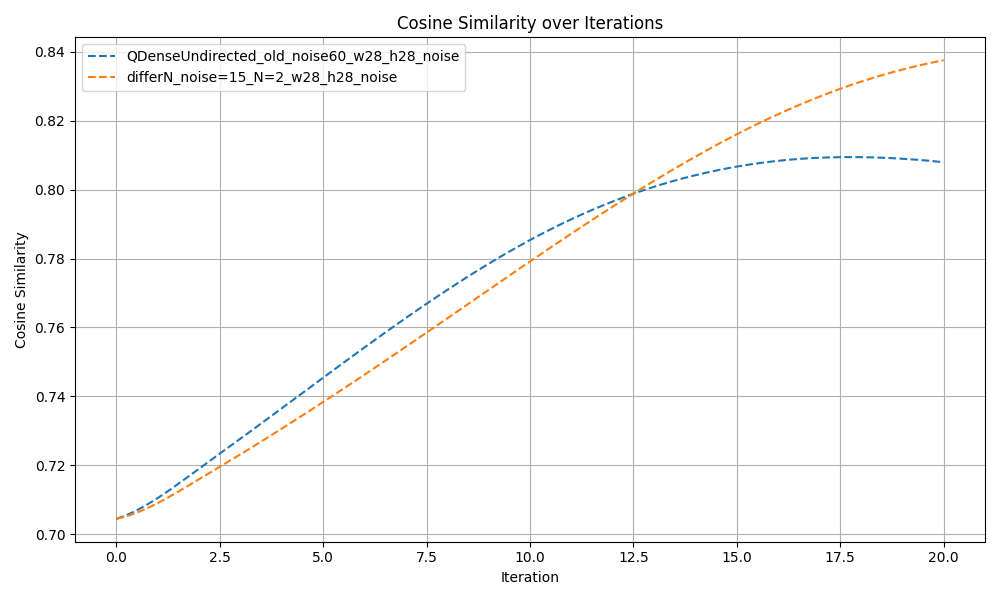 Cosine Similarity over Iterations
QDenseUndirected_old_noise60_w28_h28_noise
differN_noise=15_N=2_w28_h28_noise
Cosine Similarity
0.84
0.82
0.80
0.78
0.76
0.74
0.72
0.70
0.0 2.5 5.0 7.5 10.0 12.5 15.0 17.5 20.0
Iteration